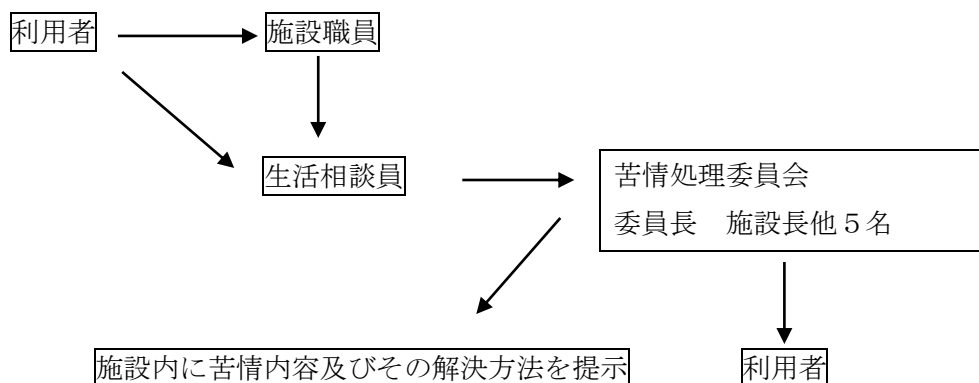 利用者
施設職員
生活相談員
苦情処理委員会
委員長　施設長他５名
施設内に苦情内容及びその解決方法を提示
利用者